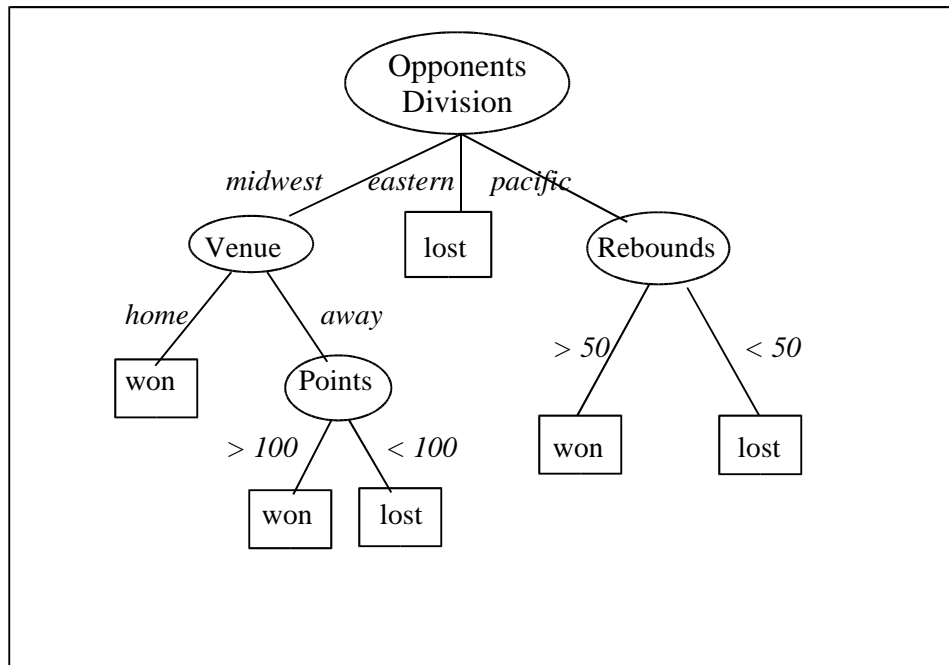 Opponents
Division
midwest
eastern
pacific
Venue
lost
Rebounds
home
away
> 50
< 50
won
Points
> 100
< 100
won
lost
won
lost